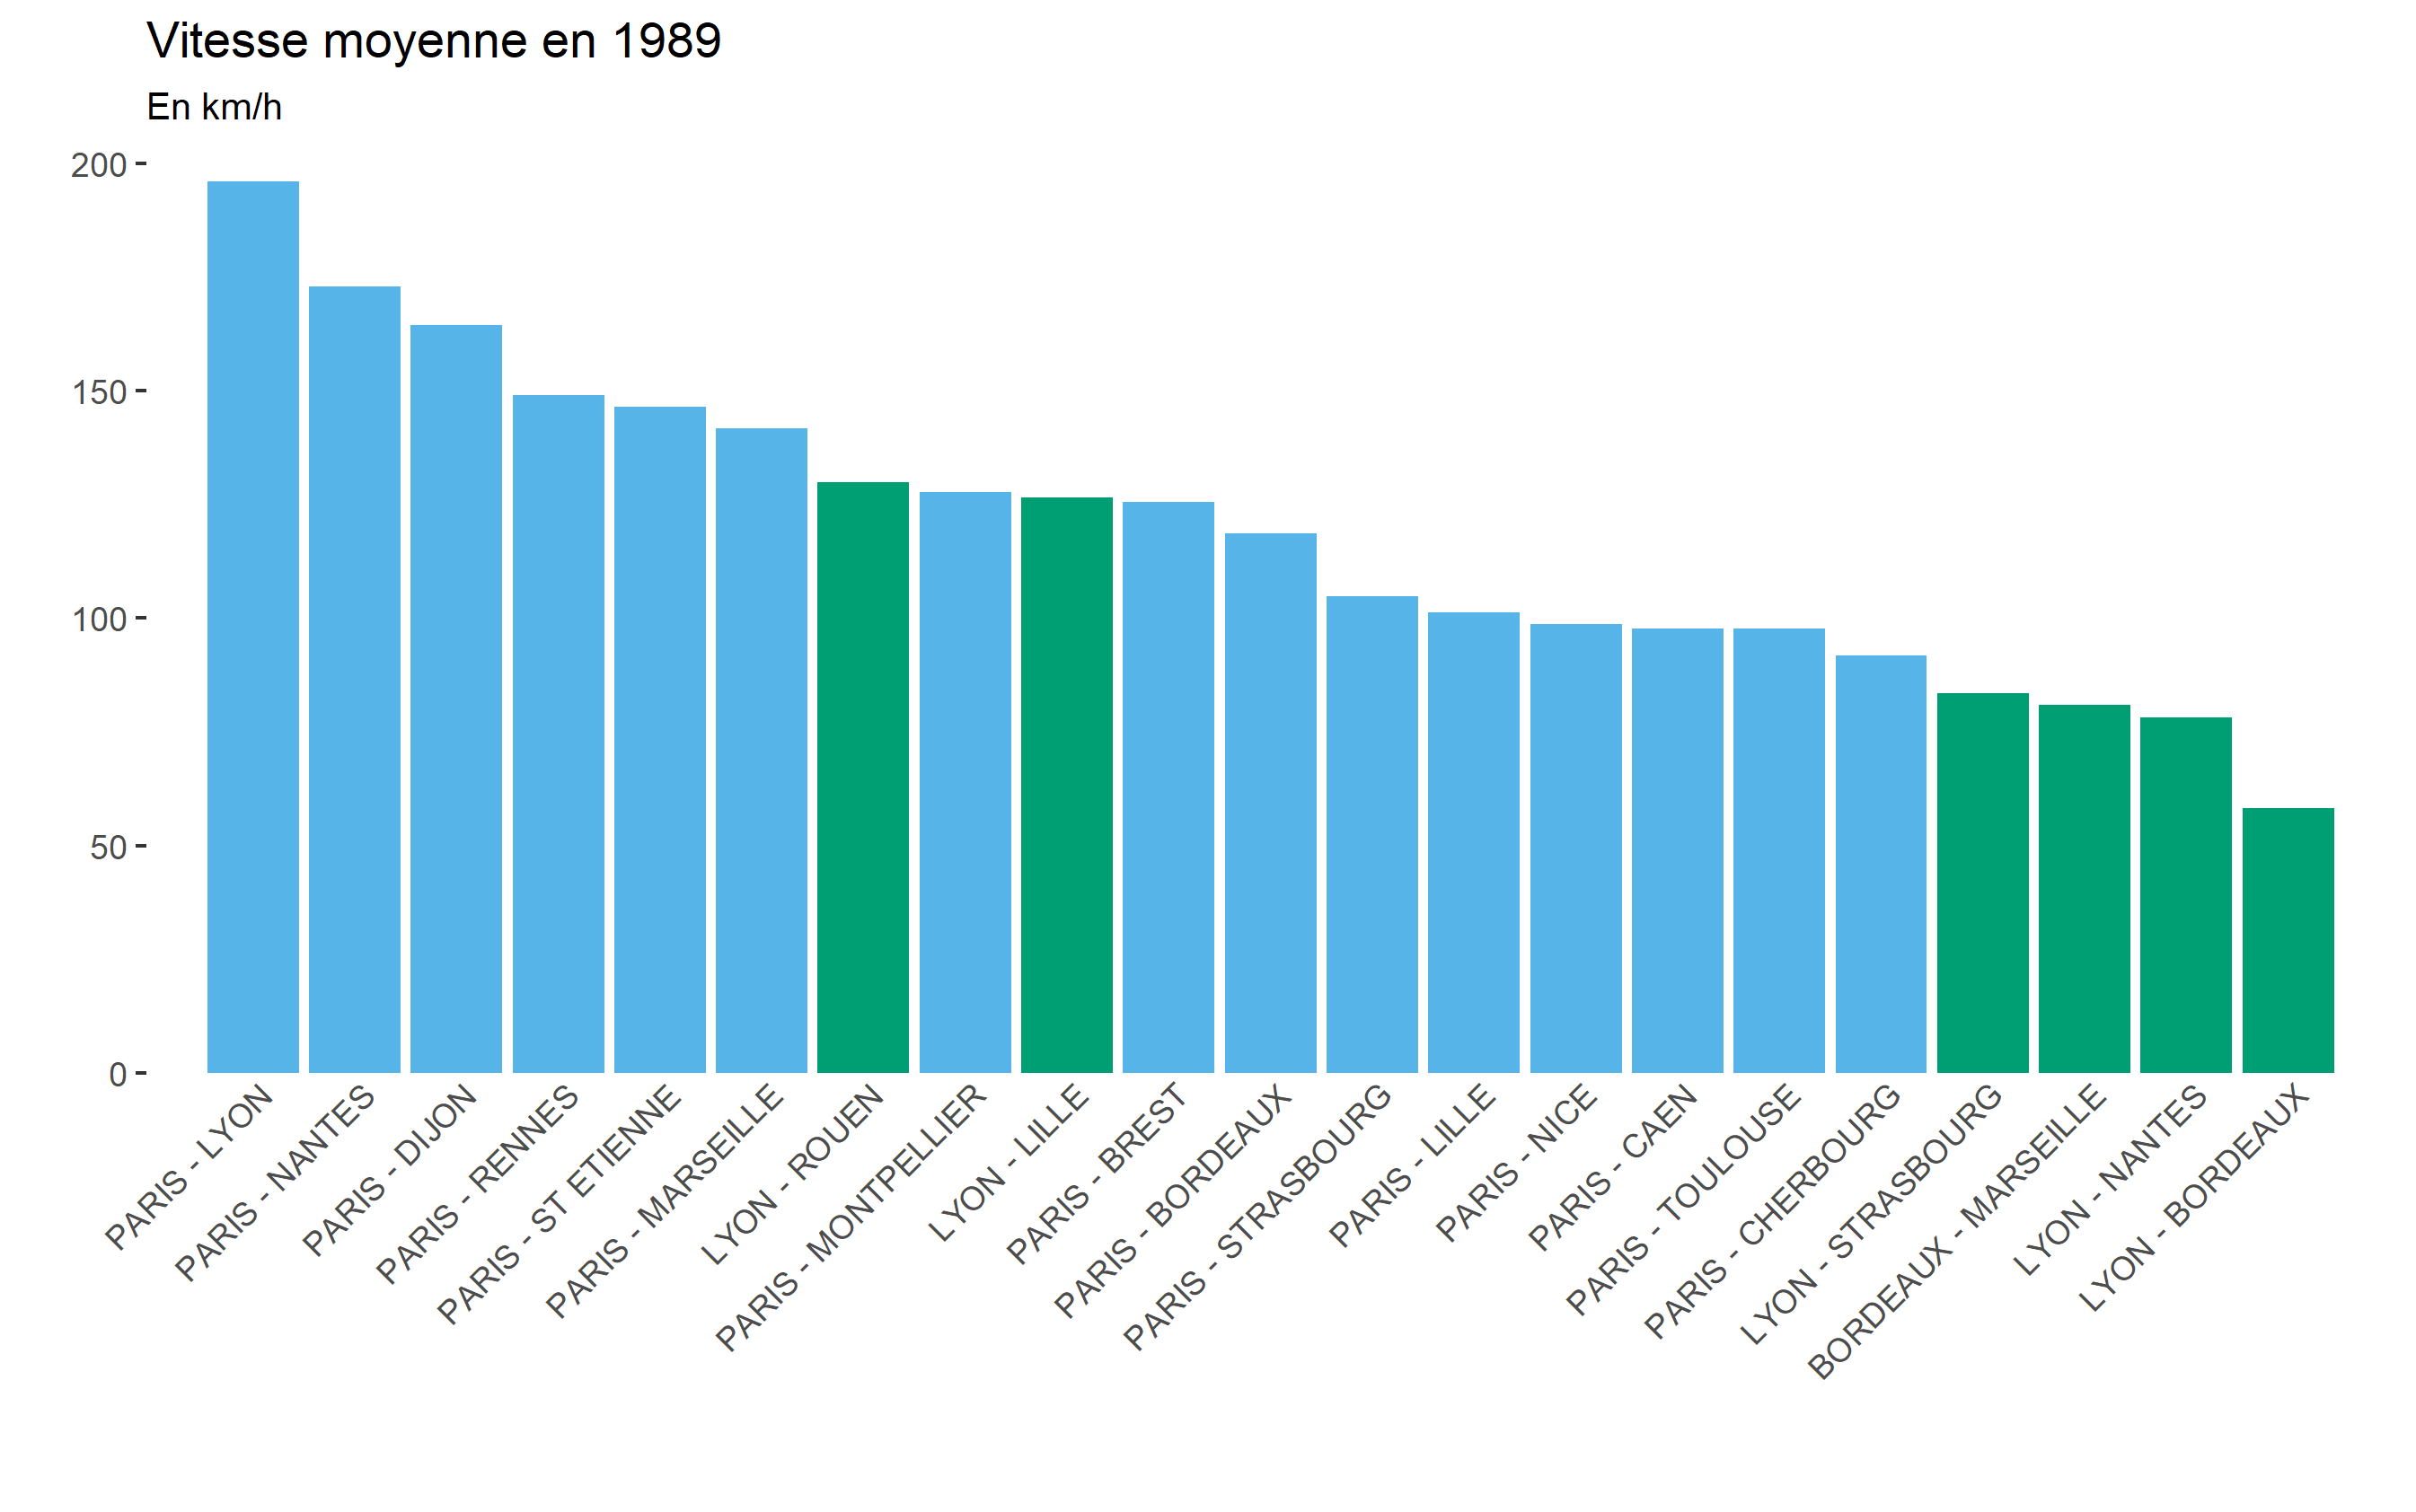 Vitesse moyenne en 1989
En km/h
200
150
100
50
0
PARIS - LYON
PARIS - NANTES
PARIS - DIJON
PARIS - RENNES
PARIS - ST ETIENNE
PARIS - MARSEILLE
LYON - ROUEN
PARIS - MONTPELLIER
LYON - LILLE
PARIS - BREST
PARIS - BORDEAUX
PARIS - STRASBOURG
PARIS - LILLE
PARIS - NICE
PARIS - CAEN
PARIS - TOULOUSE
PARIS - CHERBOURG
LYON - STRASBOURG
BORDEAUX - MARSEILLE
LYON - NANTES
LYON - BORDEAUX